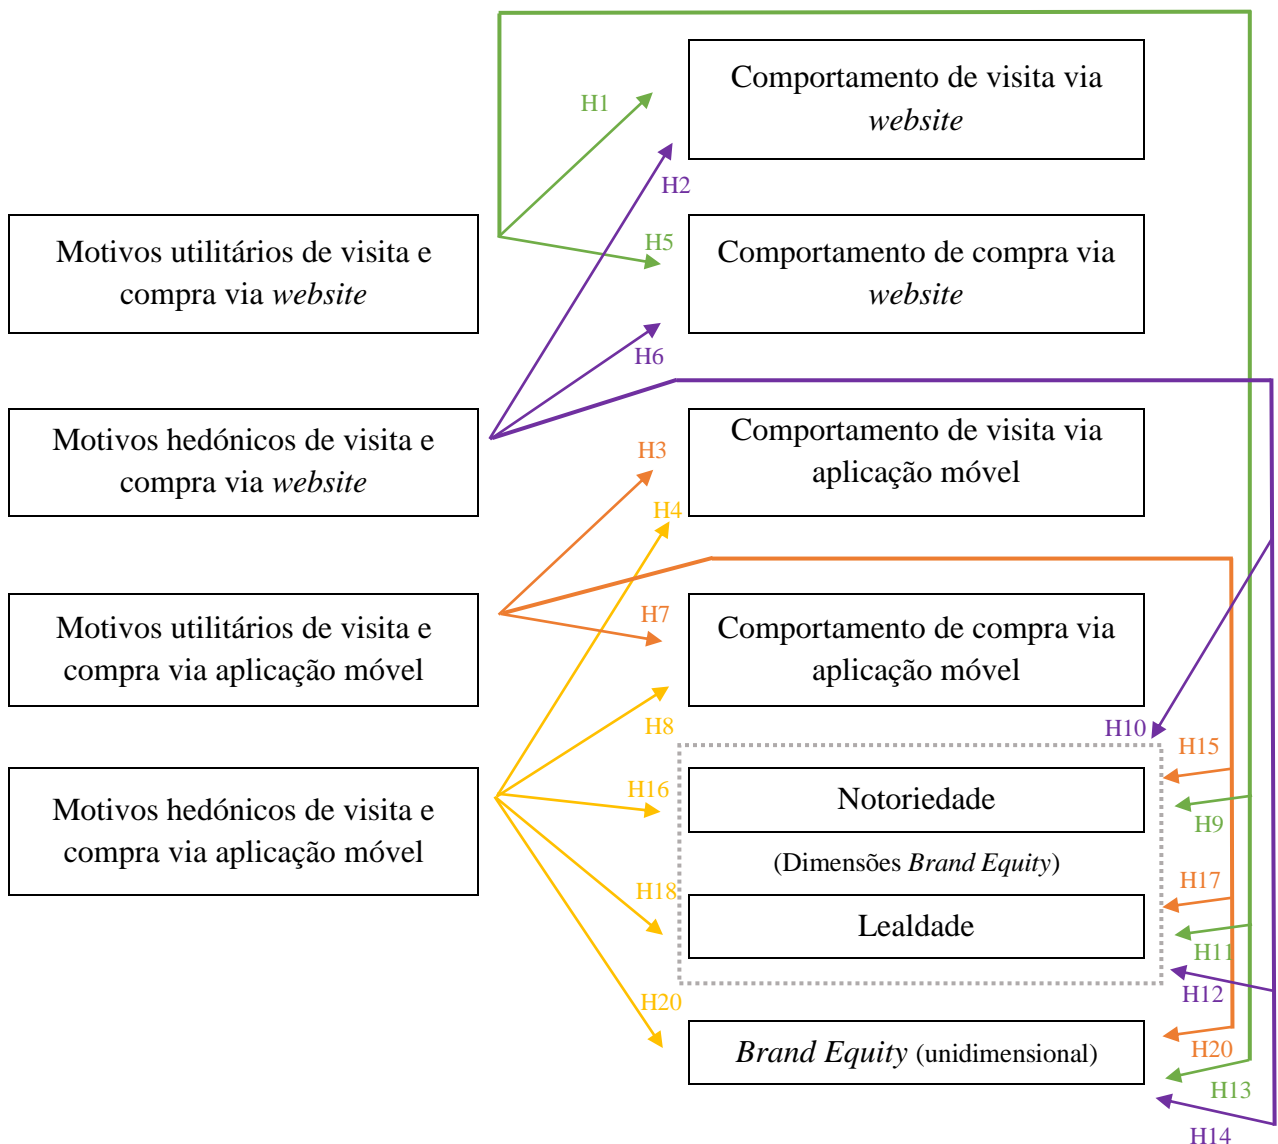 Comportamento de visita via
website
H1
H2
Motivos utilitários de visita e
compra via website
H5
Comportamento de compra via
website
H6
Motivos hedónicos de visita e
compra via website
H3
H4
Comportamento de visita via
aplicação móvel
Motivos utilitários de visita e
compra via aplicação móvel
H7
H8
Comportamento de compra via
aplicação móvel
H10
H15
Motivos hedónicos de visita e
compra via aplicação móvel
H16
Notoriedade
H9
(Dimensões Brand Equity)
H17
H18
Lealdade
H11
H12
H20
Brand Equity (unidimensional)
H20
H13
H14